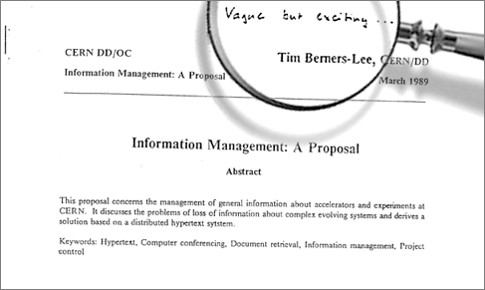 Vague but exciting ...
CERN DD/OC
Tim Berners-Lee, CERN/DD
Information Management: A Proposal
March 1989
Information Management: A Proposal
Abstract
This proposal concerns the management of general information about accelerators and experiments at
CERN. It discusses the problems of loss of information about complex evolving systems and derives a
solution based on a distributed hypertext sytstem.
Keywords: Hypertext, Computer conferencing, Document retrieval, Information management, Project
control